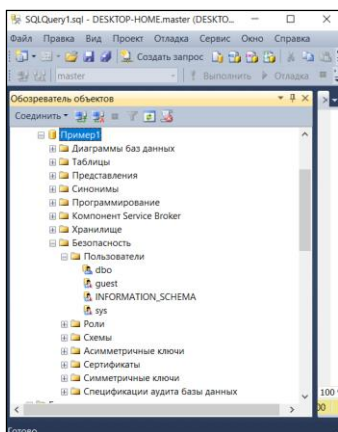 SQLQuery1.sql - DESKTOP-HOME.master (DESKTO...
Файл Правка Вид Проект Отладка Сервис Окно Справка
Создать запрос
master Выполнить Отладка
Обозреватель объектов
Соединить
Пример1
Диаграммы баз данных
Таблицы
Представления
Синонимы
Программирование
Компонент Service Broker
Хранилище
Безопасность
Пользователи
dbo
guest
INFORMATION_SCHEMA
sys
Роли
Схемы
Асимметричные ключи
Сертификаты
Симметричные ключи
Спецификации аудита базы данных
100
Готово